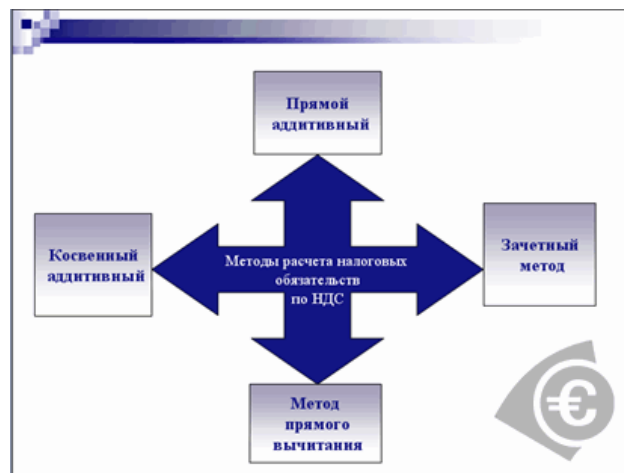 Прямой
аддитивный
Косвенный
аддитивный
Методы расчета налоговых
обязательств
по НДС
Зачетный
метод
Метод
прямого
вычитания